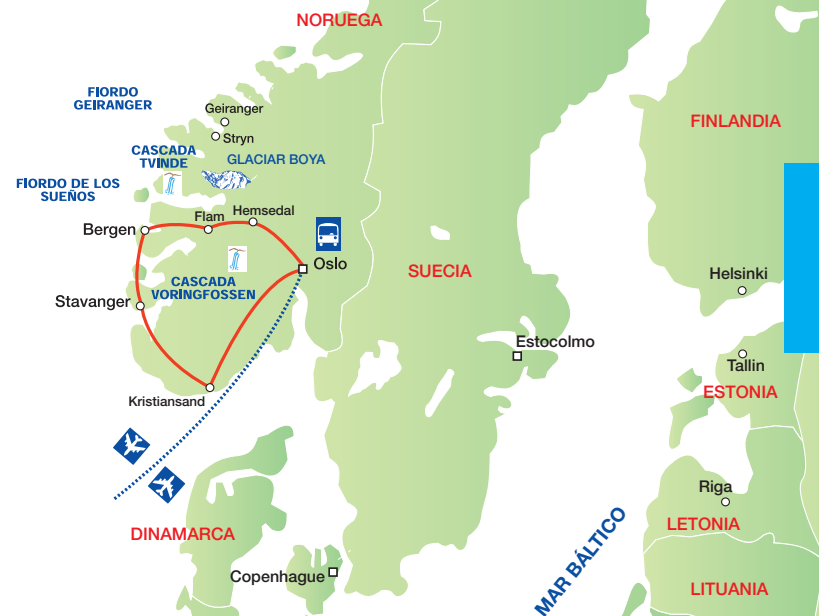 NORUEGA
FIORDO
GEIRANGER
Geiranger
Stryn
FINLANDIA
CASCADA
TVINDE
GLACIAR BOYA
FIORDO DE LOS
SUEÑOS
Bergen
Flam
Hemsedal
Oslo
SUECIA
Helsinki
CASCADA
VORINGFOSSEN
Stavanger
Estocolmo
Tallin
ESTONIA
Kristiansand
Riga
LETONIA
DINAMARCA
MAR BÁLTICO
Copenhague
LITUANIA